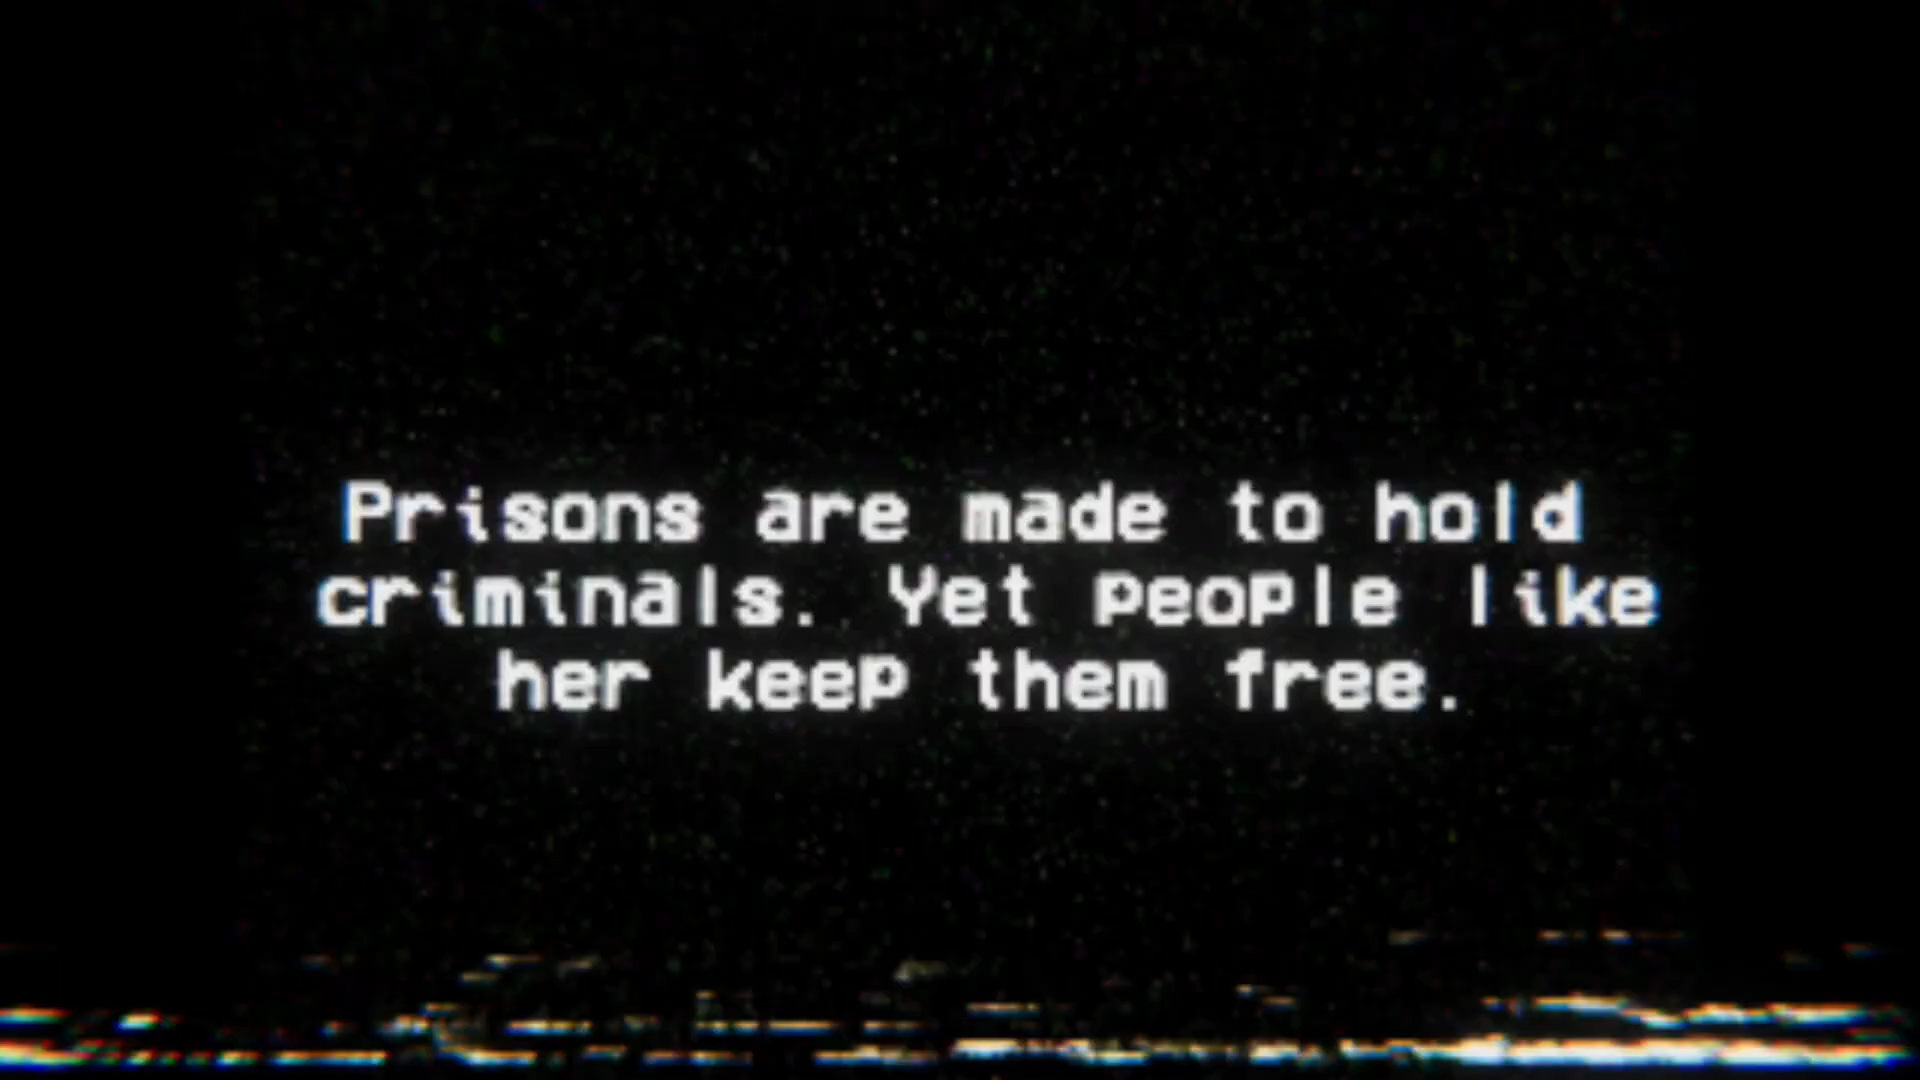 Prisons are made to hold
criminals. Yet people like
her keep them free.